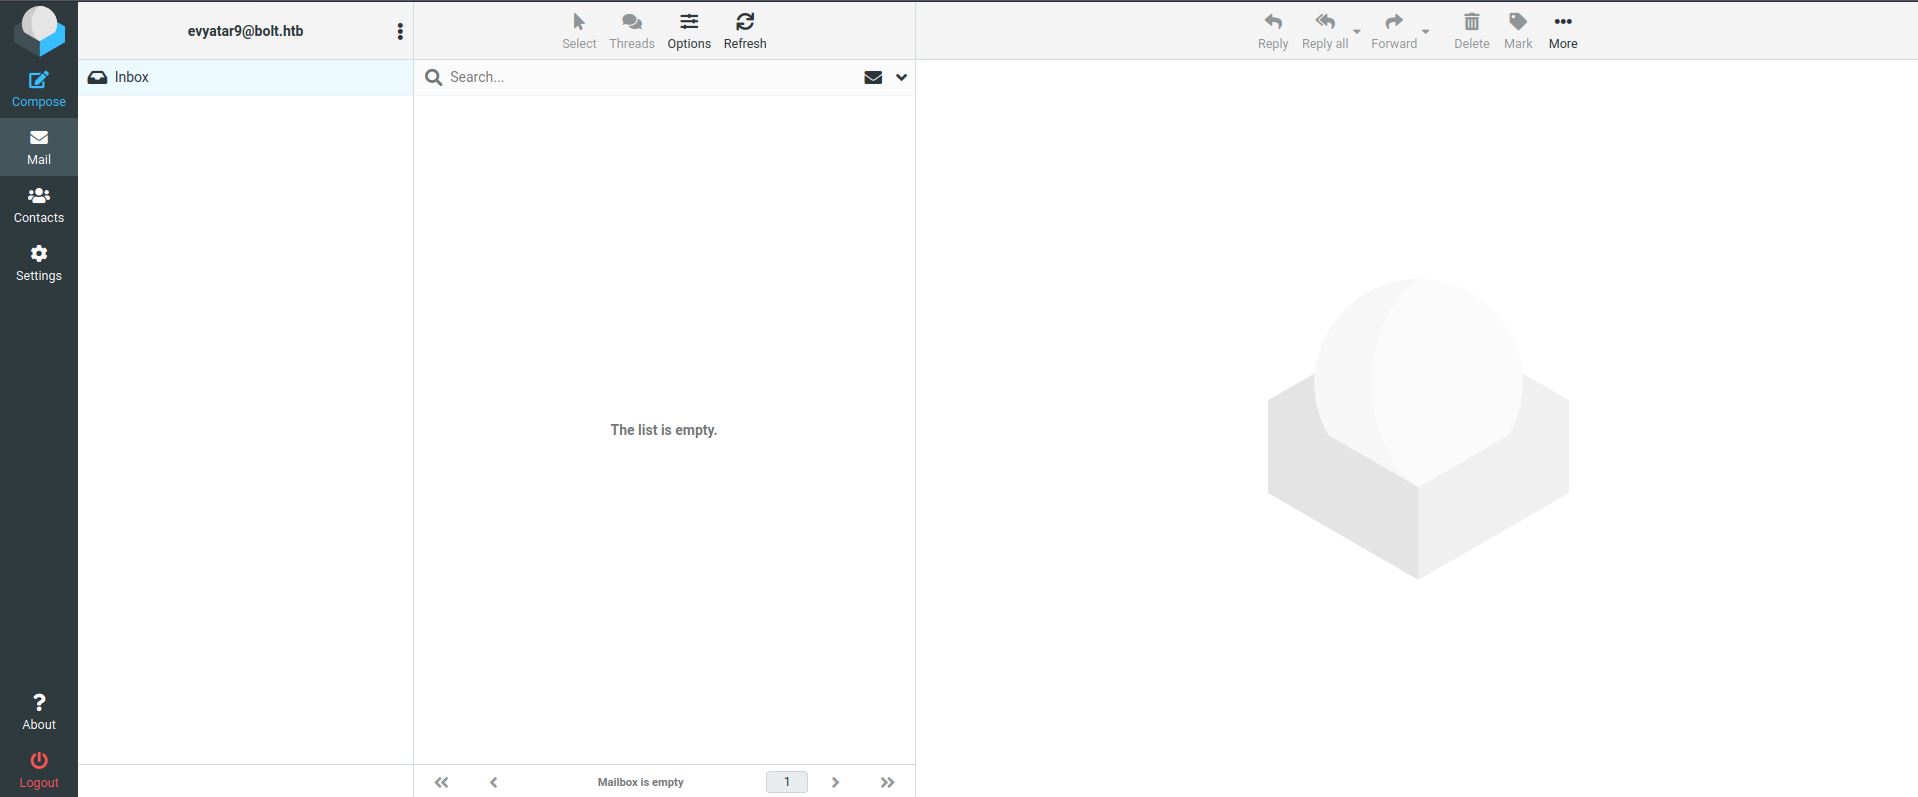 evyatar9@bolt.htb
Select Threads Options Refresh
Reply Reply all Forward Delete Mark More
Compose
Mail
Contacts
Settings
About
Logout
Inbox
Search...
The list is empty.
Mailbox is empty 1